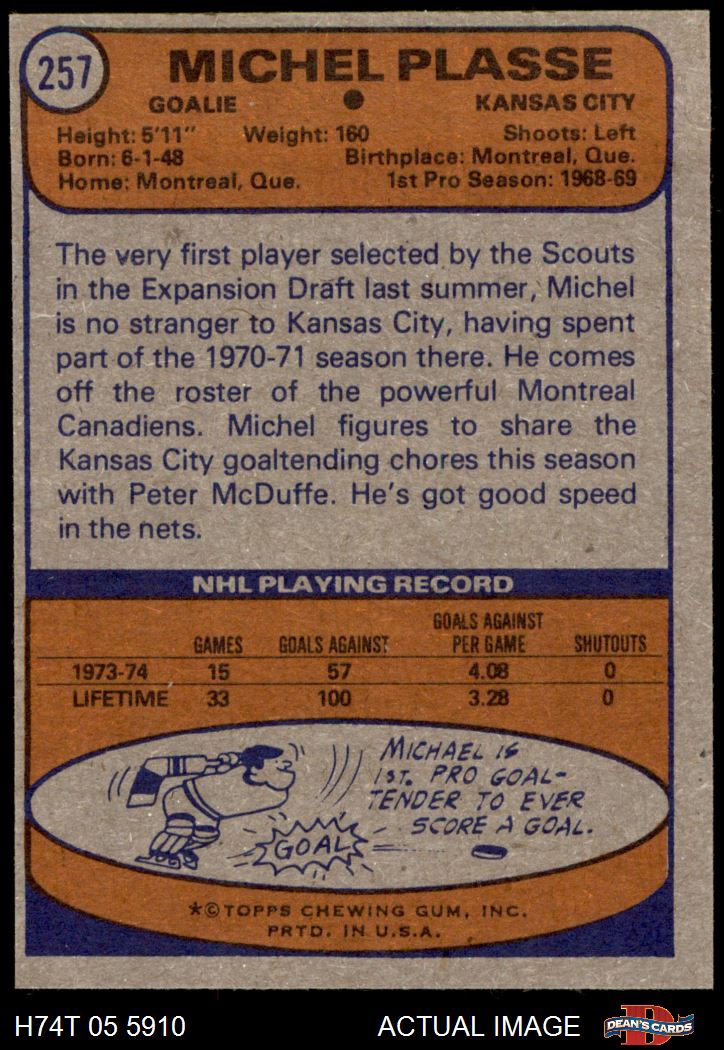 257
MICHEL PLASSE
GOALIE ● KANSAS CITY
Height: 5'11" Weight: 160 Shoots: Left
Born: 6-1-48 Birthplace: Montreal, Que.
Home: Montreal, Que. 1st Pro Season: 1968-69
The very first player selected by the Scouts
in the Expansion Draft last summer, Michel
is no stranger to Kansas City, having spent
part of the 1970-71 season there. He comes
off the roster of the powerful Montreal
Canadiens. Michel figures to share the
Kansas City goaltending chores this season
with Peter McDuffe. He's got good speed
in the nets.
NHL PLAYING RECORD
GAMES GOALS AGAINST GOALS AGAINST PER GAME SHUTOUTS
1973-74 15 57 4.08 0
LIFETIME 33 100 3.28 0
MICHAEL IS
1ST. PRO GOAL-
TENDER TO EVER
SCORE A GOAL.
GOAL
*©TOPPS CHEWING GUM, INC.
PRTD. IN U.S.A.
H74T 05 5910 ACTUAL IMAGE D DEAN'S CARDS